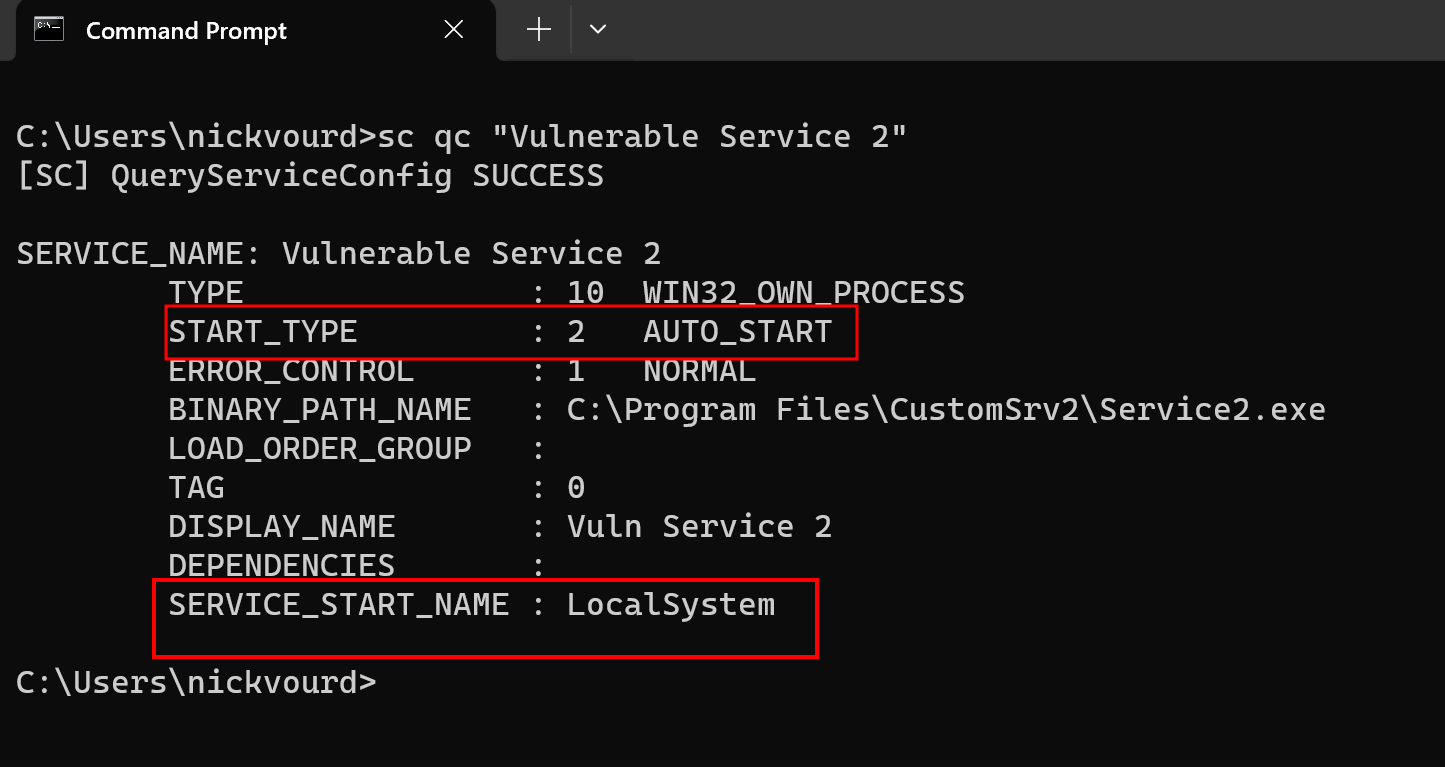 Command Prompt
C:\Users\nickvourd>sc qc "Vulnerable Service 2"
[SC] QueryServiceConfig SUCCESS
SERVICE_NAME: Vulnerable Service 2
TYPE : 10 WIN32_OWN_PROCESS
START_TYPE : 2 AUTO_START
ERROR_CONTROL : 1 NORMAL
BINARY_PATH_NAME : C:\Program Files\CustomSrv2\Service2.exe
LOAD_ORDER_GROUP :
TAG : 0
DISPLAY_NAME : Vuln Service 2
DEPENDENCIES :
SERVICE_START_NAME : LocalSystem
C:\Users\nickvourd>